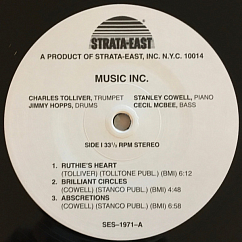 STRATA-EAST
A PRODUCT OF STRATA-EAST, INC. N.Y.C. 10014
MUSIC INC.
CHARLES TOLLIVER, TRUMPET STANLEY COWELL, PIANO
JIMMY HOPPS, DRUMS CECIL MCBEE, BASS
SIDE I 33⅓ RPM STEREO
1. RUTHIE'S HEART
(TOLLIVER) (TOLLTONE PUBL.) (BMI) 6:12
2. BRILLIANT CIRCLES
(COWELL) (STANCO PUBL.) (BMI) 4:48
3. ABSCRETIONS
(COWELL) (STANCO PUBL.) (BMI) 6:58
SES-1971-A